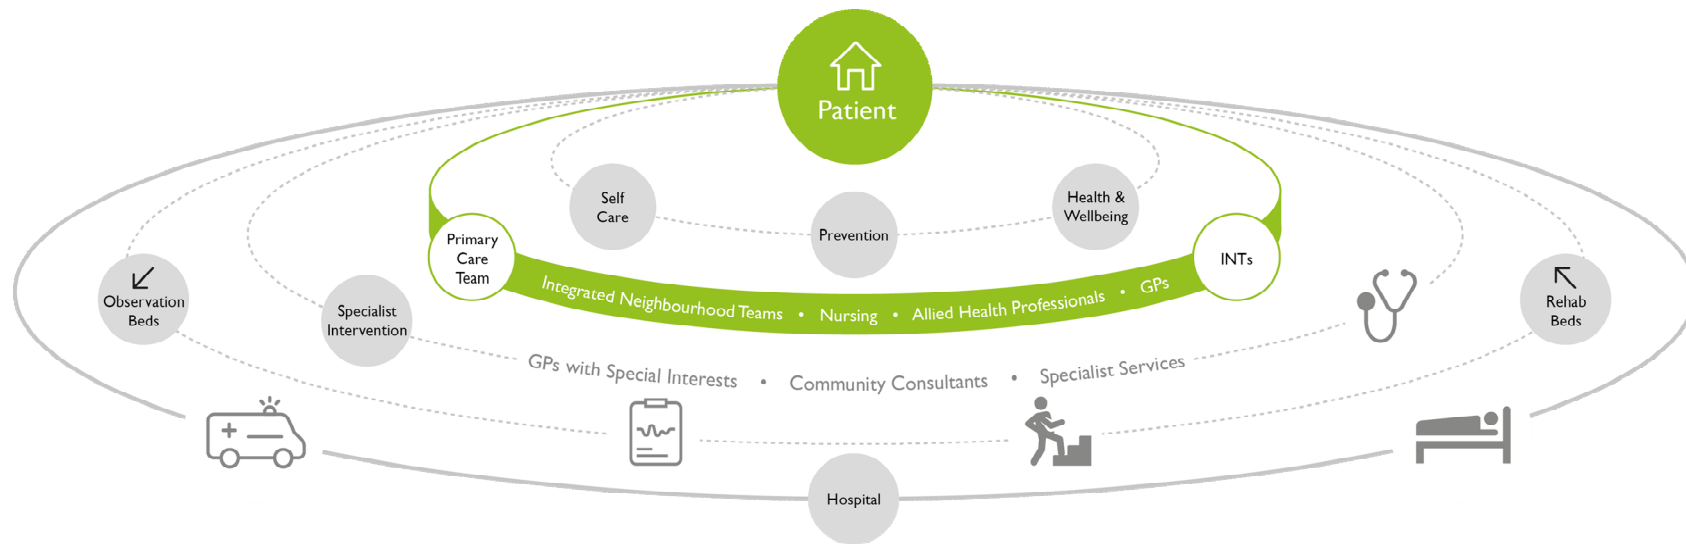 Patient
Self
Care
Health &
Wellbeing
Prevention
Primary
Care
Team
INTs
Integrated Neighbourhood Teams • Nursing • Allied Health Professionals • GPs
Observation
Beds
Specialist
Intervention
Rehab
Beds
GPs with Special Interests • Community Consultants • Specialist Services
Hospital